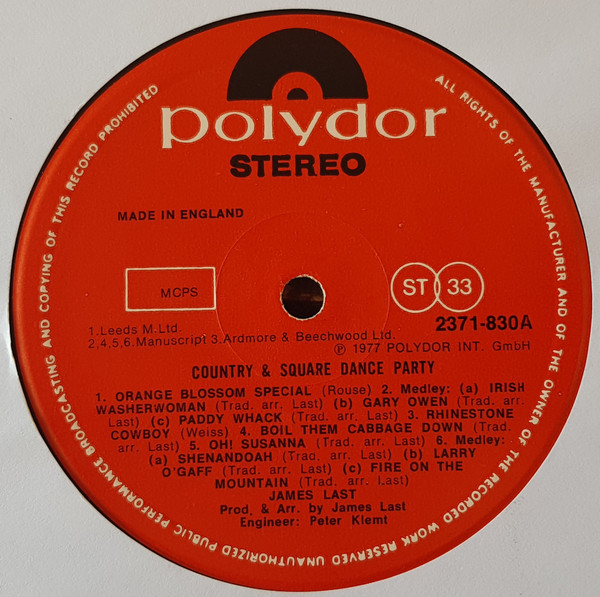 polydor
STEREO
MADE IN ENGLAND
MCPS
ST 33
1.Leeds M.Ltd.
2,4,5,6.Manuscript 3.Ardmore & Beechwood Ltd.
2371-830A
℗ 1977 POLYDOR INT. GmbH
COUNTRY & SQUARE DANCE PARTY
1. ORANGE BLOSSOM SPECIAL (Rouse) 2. Medley: (a) IRISH
WASHERWOMAN (Trad. arr. Last) (b) GARY OWEN (Trad. arr.
Last) (c) PADDY WHACK (Trad. arr. Last) 3. RHINESTONE
COWBOY (Weiss) 4. BOIL THEM CABBAGE DOWN (Trad.
arr. Last) 5. OH! SUSANNA (Trad. arr. Last) 6. Medley:
(a) SHENANDOAH (Trad. arr. Last) (b) LARRY
O'GAFF (Trad. arr. Last) (c) FIRE ON THE
MOUNTAIN (Trad. arr. Last)
JAMES LAST
Prod. & Arr. by James Last
Engineer: Peter Klemt
ALL RIGHTS OF THE MANUFACTURER AND OF THE OWNER OF THE RECORDED WORK RESERVED UNAUTHORIZED PUBLIC PERFORMANCE BROADCASTING AND COPYING OF THIS RECORD PROHIBITED